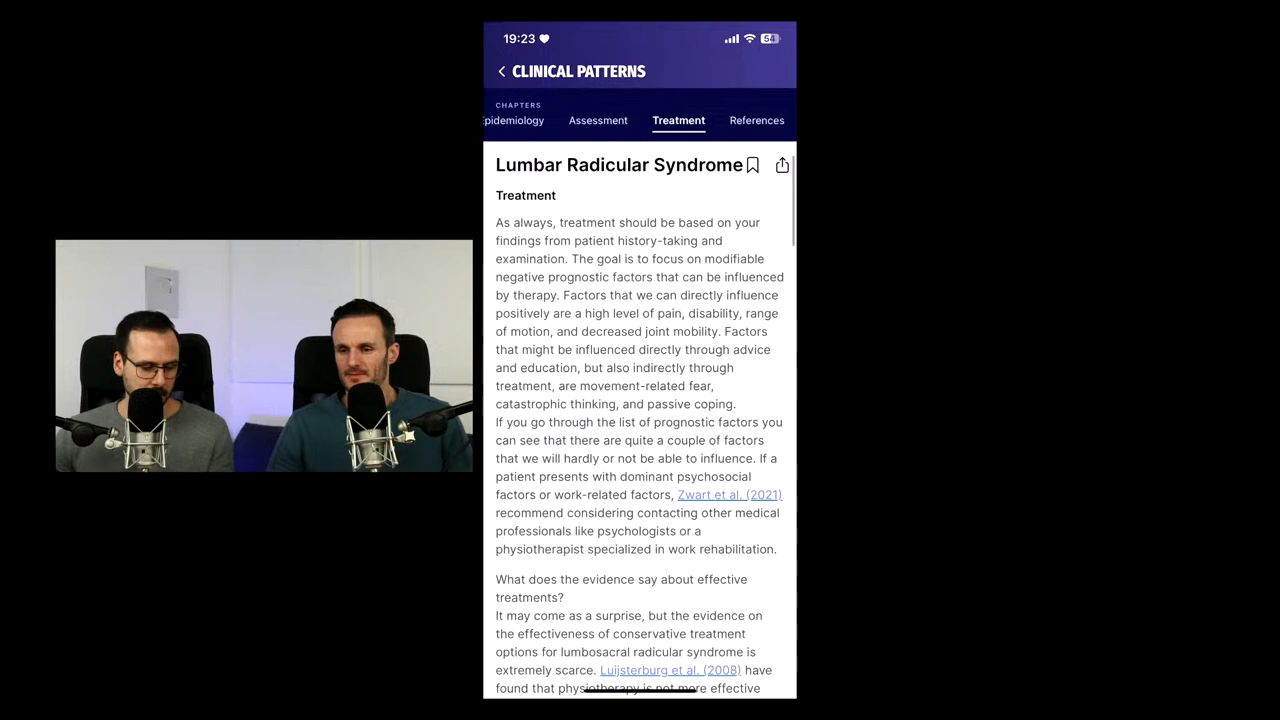 19:23
54
CLINICAL PATTERNS
CHAPTERS
pidemiology Assessment Treatment References
Lumbar Radicular Syndrome
Treatment
As always, treatment should be based on your
findings from patient history-taking and
examination. The goal is to focus on modifiable
negative prognostic factors that can be influenced
by therapy. Factors that we can directly influence
positively are a high level of pain, disability, range
of motion, and decreased joint mobility. Factors
that might be influenced directly through advice
and education, but also indirectly through
treatment, are movement-related fear,
catastrophic thinking, and passive coping.
If you go through the list of prognostic factors you
can see that there are quite a couple of factors
that we will hardly or not be able to influence. If a
patient presents with dominant psychosocial
factors or work-related factors, Zwart et al. (2021)
recommend considering contacting other medical
professionals like psychologists or a
physiotherapist specialized in work rehabilitation.
What does the evidence say about effective
treatments?
It may come as a surprise, but the evidence on
the effectiveness of conservative treatment
options for lumbosacral radicular syndrome is
extremely scarce. Luijsterburg et al. (2008) have
found that physiotherapy is not more effective